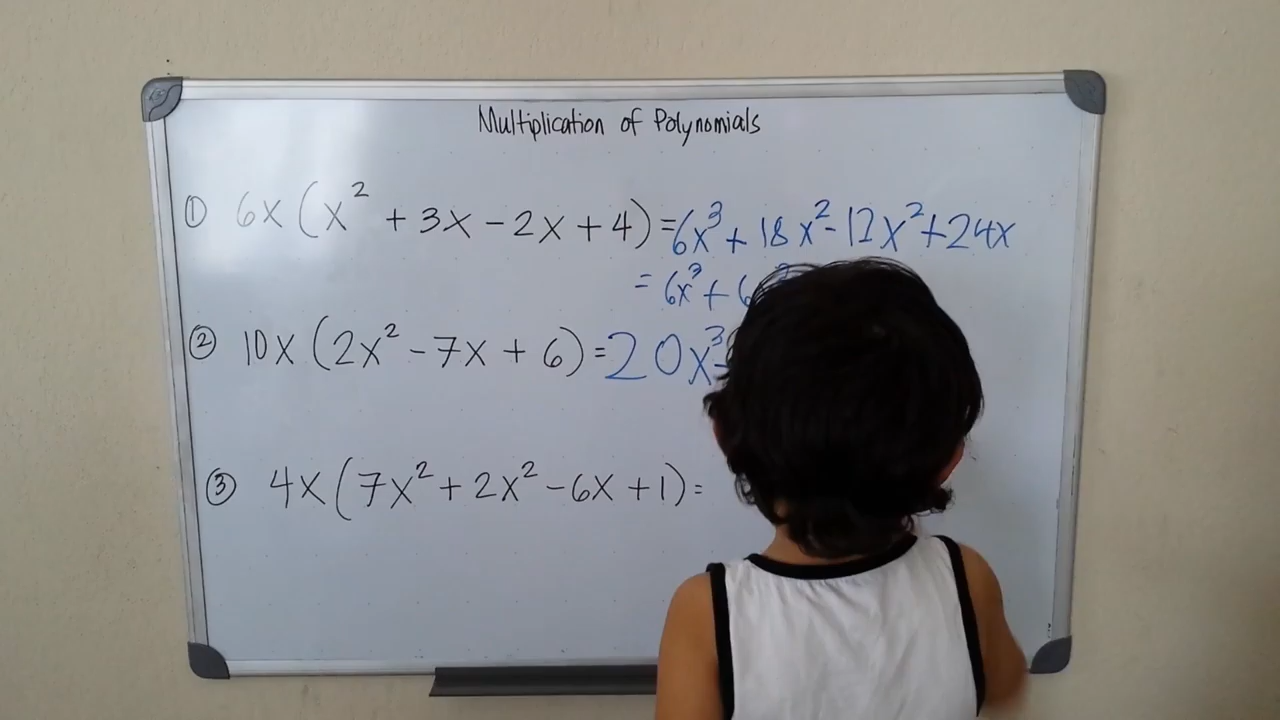 Multiplication of Polynomials
① 6x(x² + 3x - 2x + 4) = 6x³ + 18x² - 12x² + 24x
= 6x³ + 6
② 10x(2x² - 7x + 6) = 20x³
③ 4x(7x² + 2x² - 6x + 1) =